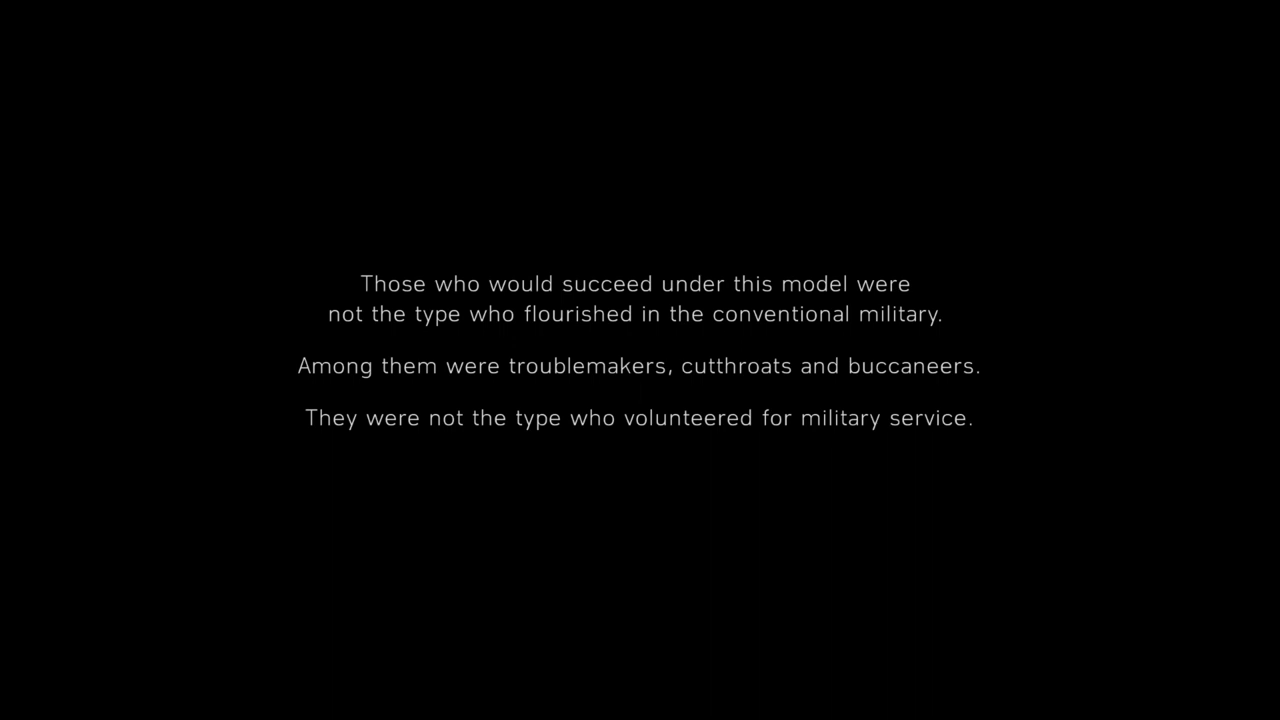 Those who would succeed under this model were
not the type who flourished in the conventional military.
Among them were troublemakers, cutthroats and buccaneers.
They were not the type who volunteered for military service.